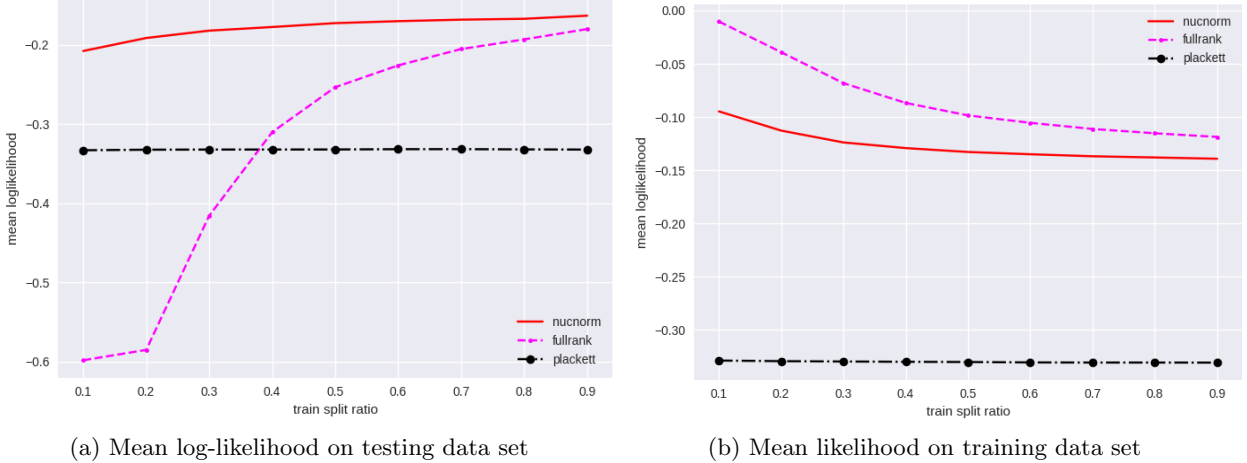 −0.2
−0.3
−0.4
−0.5
−0.6
mean loglikelihood
nucnorm
fullrank
plackett
0.1 0.2 0.3 0.4 0.5 0.6 0.7 0.8 0.9
train split ratio
(a) Mean log-likelihood on testing data set
0.00
−0.05
−0.10
−0.15
−0.20
−0.25
−0.30
mean loglikelihood
nucnorm
fullrank
plackett
0.1 0.2 0.3 0.4 0.5 0.6 0.7 0.8 0.9
train split ratio
(b) Mean likelihood on training data set